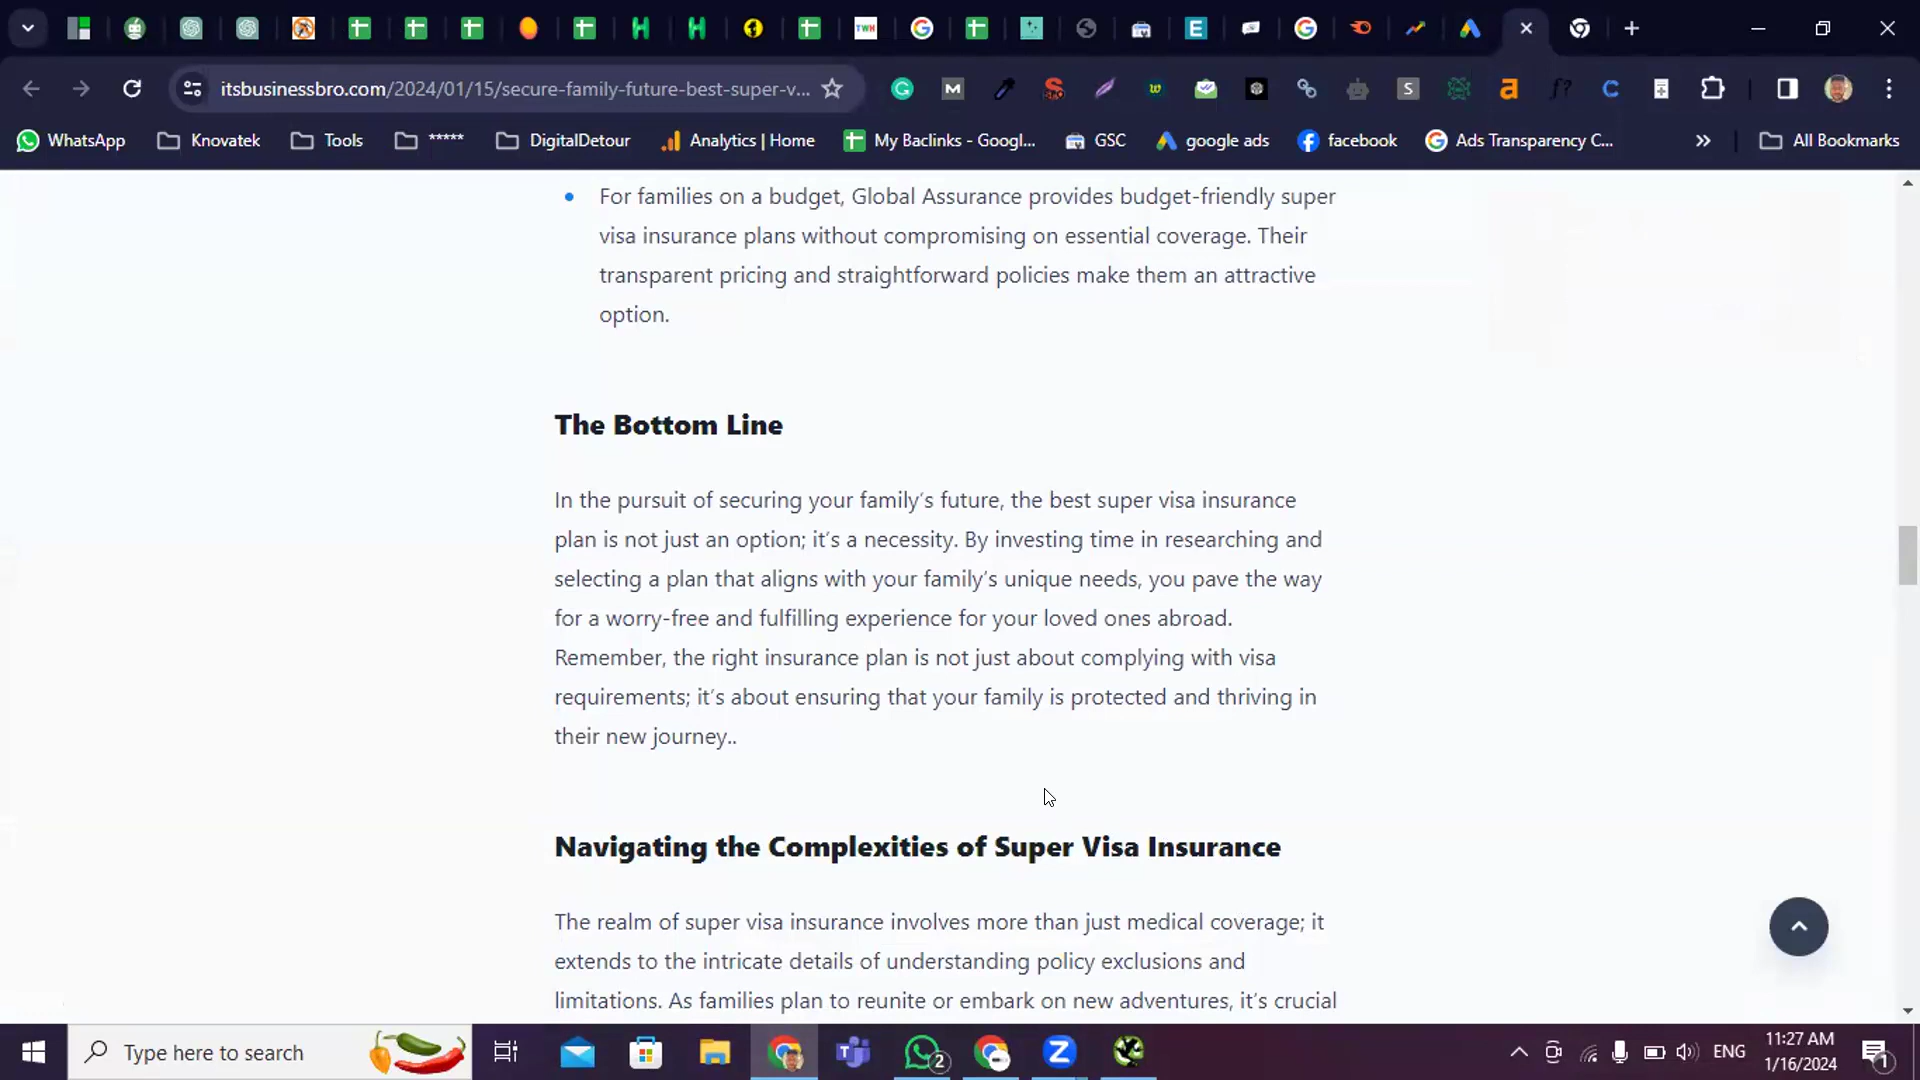 TWH
E
itsbusinessbro.com/2024/01/15/secure-family-future-best-super-v...
M
S
a
f?
C
WhatsApp
Knovatek
Tools
*****
DigitalDetour
Analytics | Home
My Baclinks - Googl...
GSC
google ads
facebook
Ads Transparency C...
»
All Bookmarks
• For families on a budget, Global Assurance provides budget-friendly super
visa insurance plans without compromising on essential coverage. Their
transparent pricing and straightforward policies make them an attractive
option.
The Bottom Line
In the pursuit of securing your family's future, the best super visa insurance
plan is not just an option; it's a necessity. By investing time in researching and
selecting a plan that aligns with your family's unique needs, you pave the way
for a worry-free and fulfilling experience for your loved ones abroad.
Remember, the right insurance plan is not just about complying with visa
requirements; it's about ensuring that your family is protected and thriving in
their new journey..
Navigating the Complexities of Super Visa Insurance
The realm of super visa insurance involves more than just medical coverage; it
extends to the intricate details of understanding policy exclusions and
limitations. As families plan to reunite or embark on new adventures, it's crucial
Type here to search
2
ENG
11:27 AM
1/16/2024
1